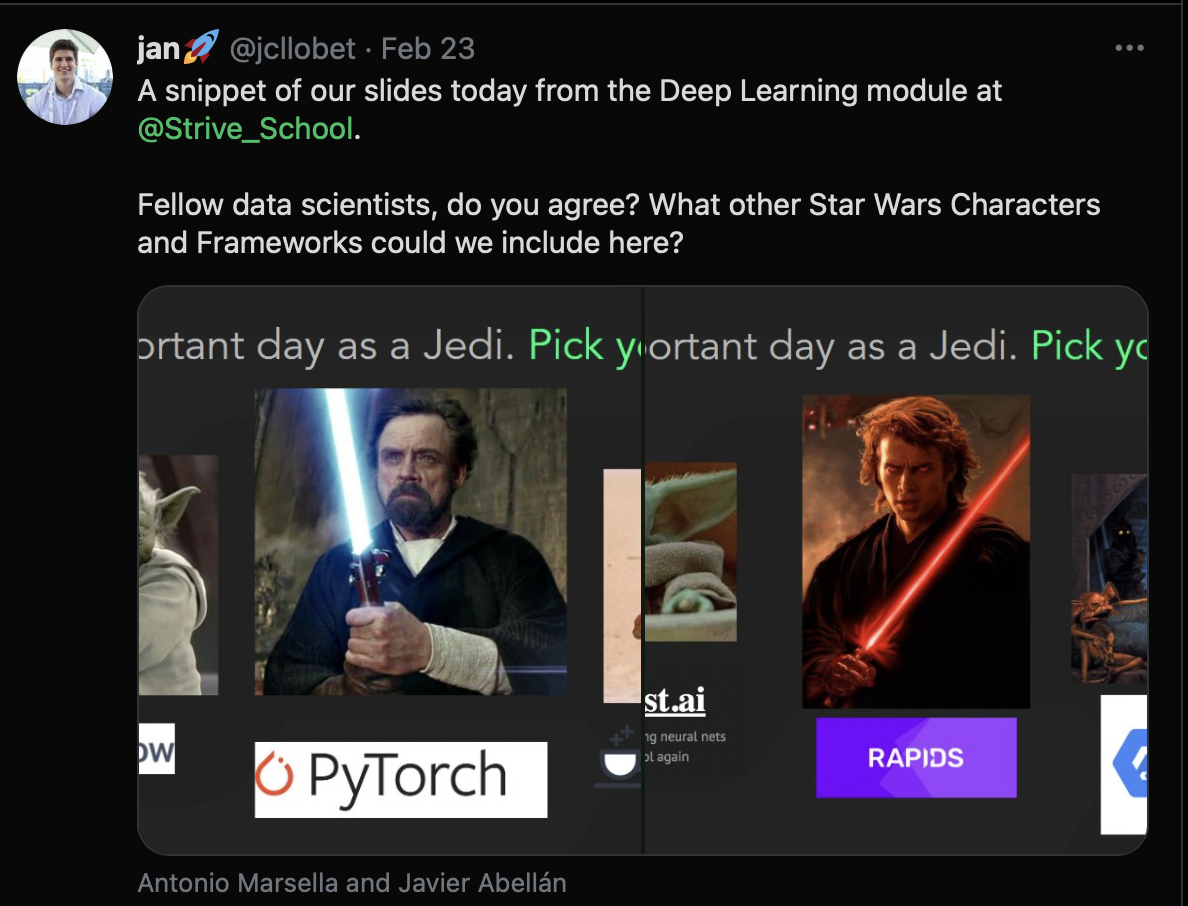 jan🚀 @jcllobet · Feb 23
A snippet of our slides today from the Deep Learning module at
@Strive_School.
Fellow data scientists, do you agree? What other Star Wars Characters
and Frameworks could we include here?
ortant day as a Jedi. Pick y
ortant day as a Jedi. Pick yo
ow
PyTorch
st.ai
ng neural nets
ol again
RAPIDS
Antonio Marsella and Javier Abellán